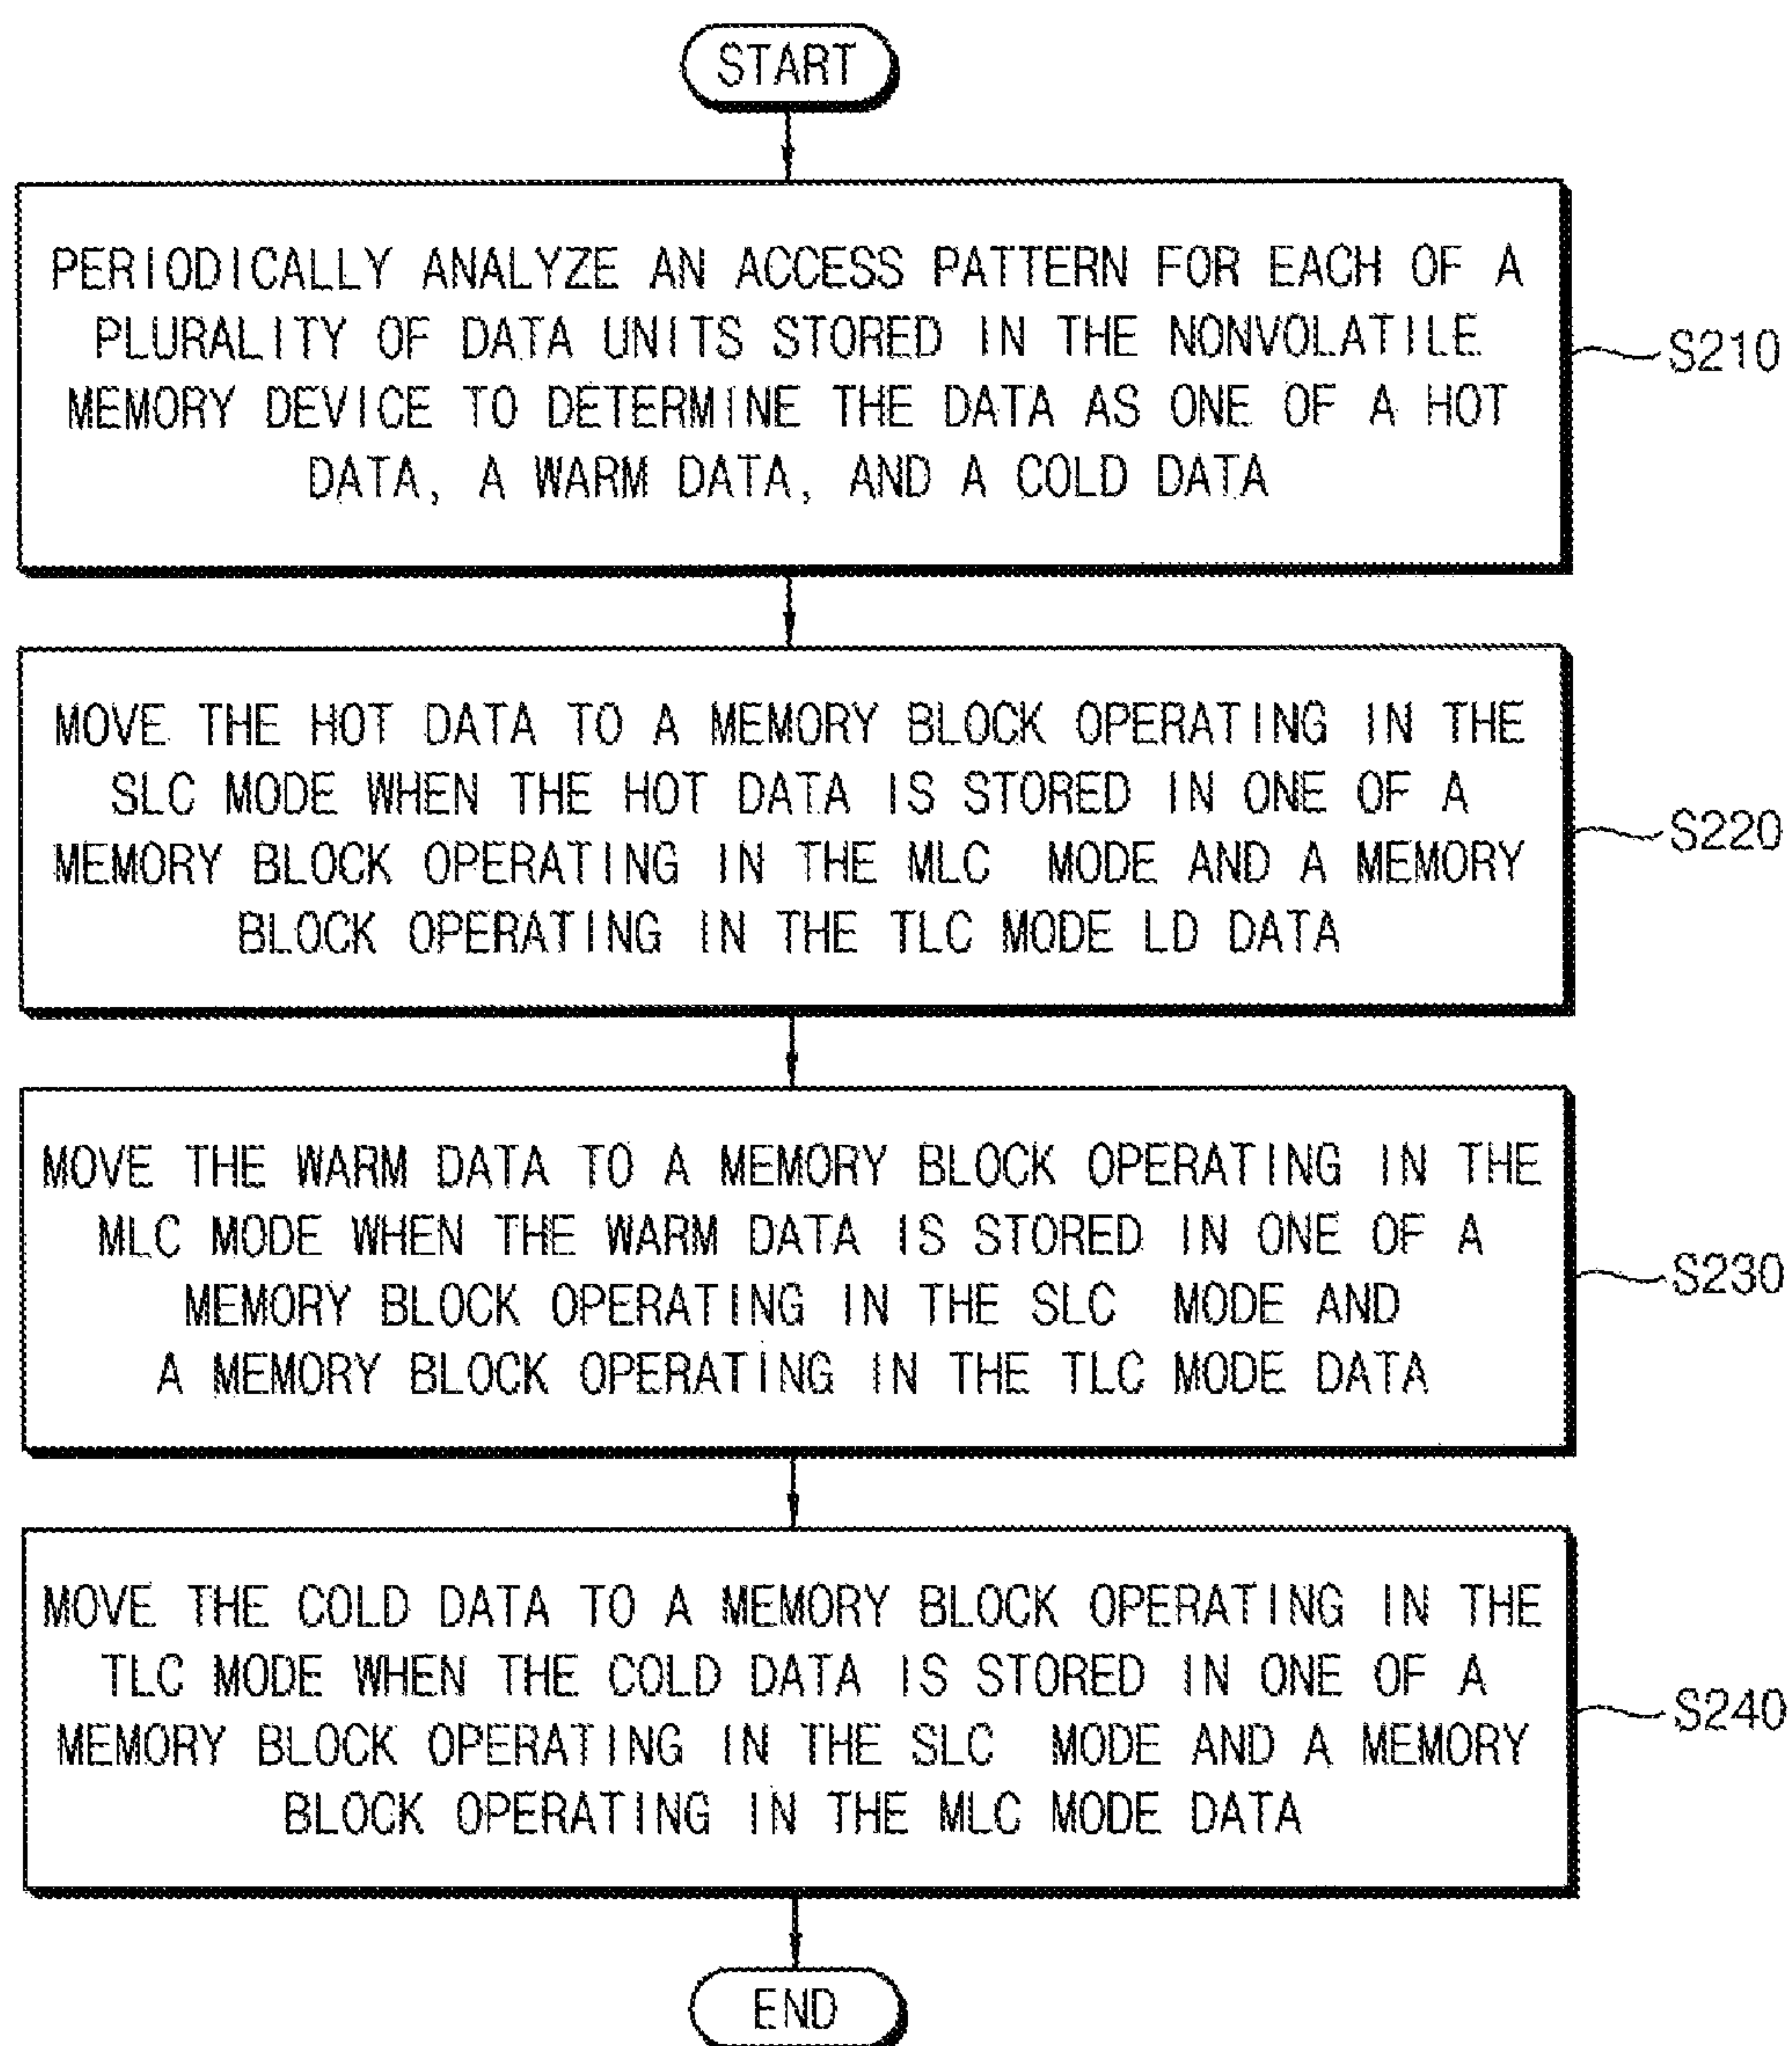 START
PERIODICALLY ANALYZE AN ACCESS PATTERN FOR EACH OF A
PLURALITY OF DATA UNITS STORED IN THE NONVOLATILE
MEMORY DEVICE TO DETERMINE THE DATA AS ONE OF A HOT
DATA, A WARM DATA, AND A COLD DATA
S210
MOVE THE HOT DATA TO A MEMORY BLOCK OPERATING IN THE
SLC MODE WHEN THE HOT DATA IS STORED IN ONE OF A
MEMORY BLOCK OPERATING IN THE MLC MODE AND A MEMORY
BLOCK OPERATING IN THE TLC MODE LD DATA
S220
MOVE THE WARM DATA TO A MEMORY BLOCK OPERATING IN THE
MLC MODE WHEN THE WARM DATA IS STORED IN ONE OF A
MEMORY BLOCK OPERATING IN THE SLC MODE AND
A MEMORY BLOCK OPERATING IN THE TLC MODE DATA
S230
MOVE THE COLD DATA TO A MEMORY BLOCK OPERATING IN THE
TLC MODE WHEN THE COLD DATA IS STORED IN ONE OF A
MEMORY BLOCK OPERATING IN THE SLC MODE AND A MEMORY
BLOCK OPERATING IN THE MLC MODE DATA
S240
END